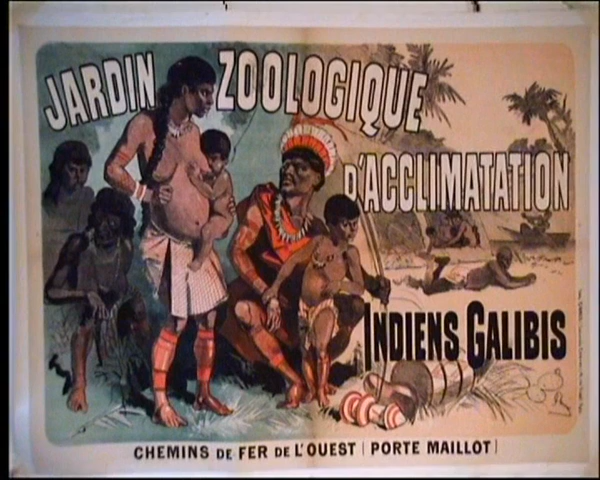 JARDIN ZOOLOGIQUE
D'ACCLIMATATION
INDIENS GALIBIS
CHEMINS DE FER DE L'OUEST | PORTE MAILLOT |